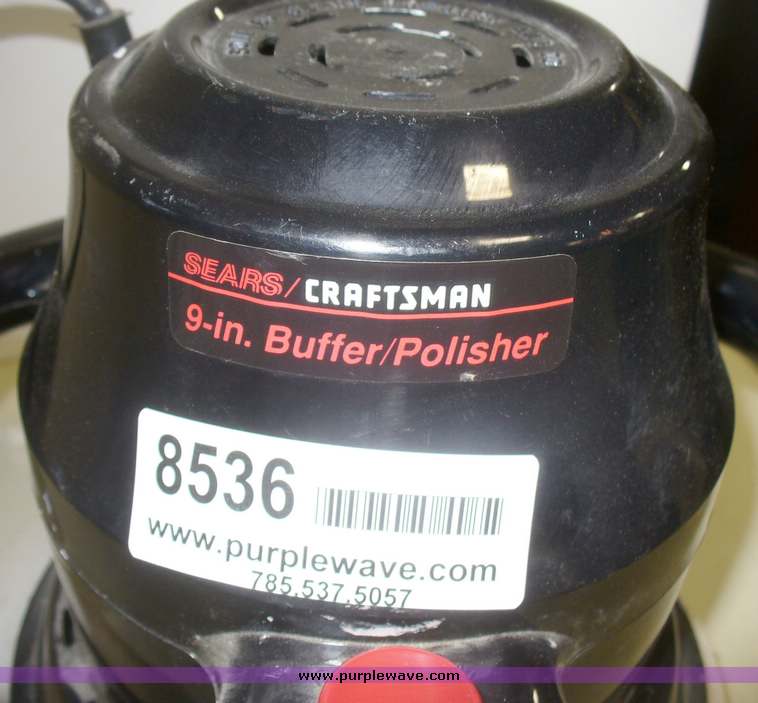 SEARS/CRAFTSMAN
9-in. Buffer/Polisher
8536
www.purplewave.com
785.537.5057
www.purplewave.com